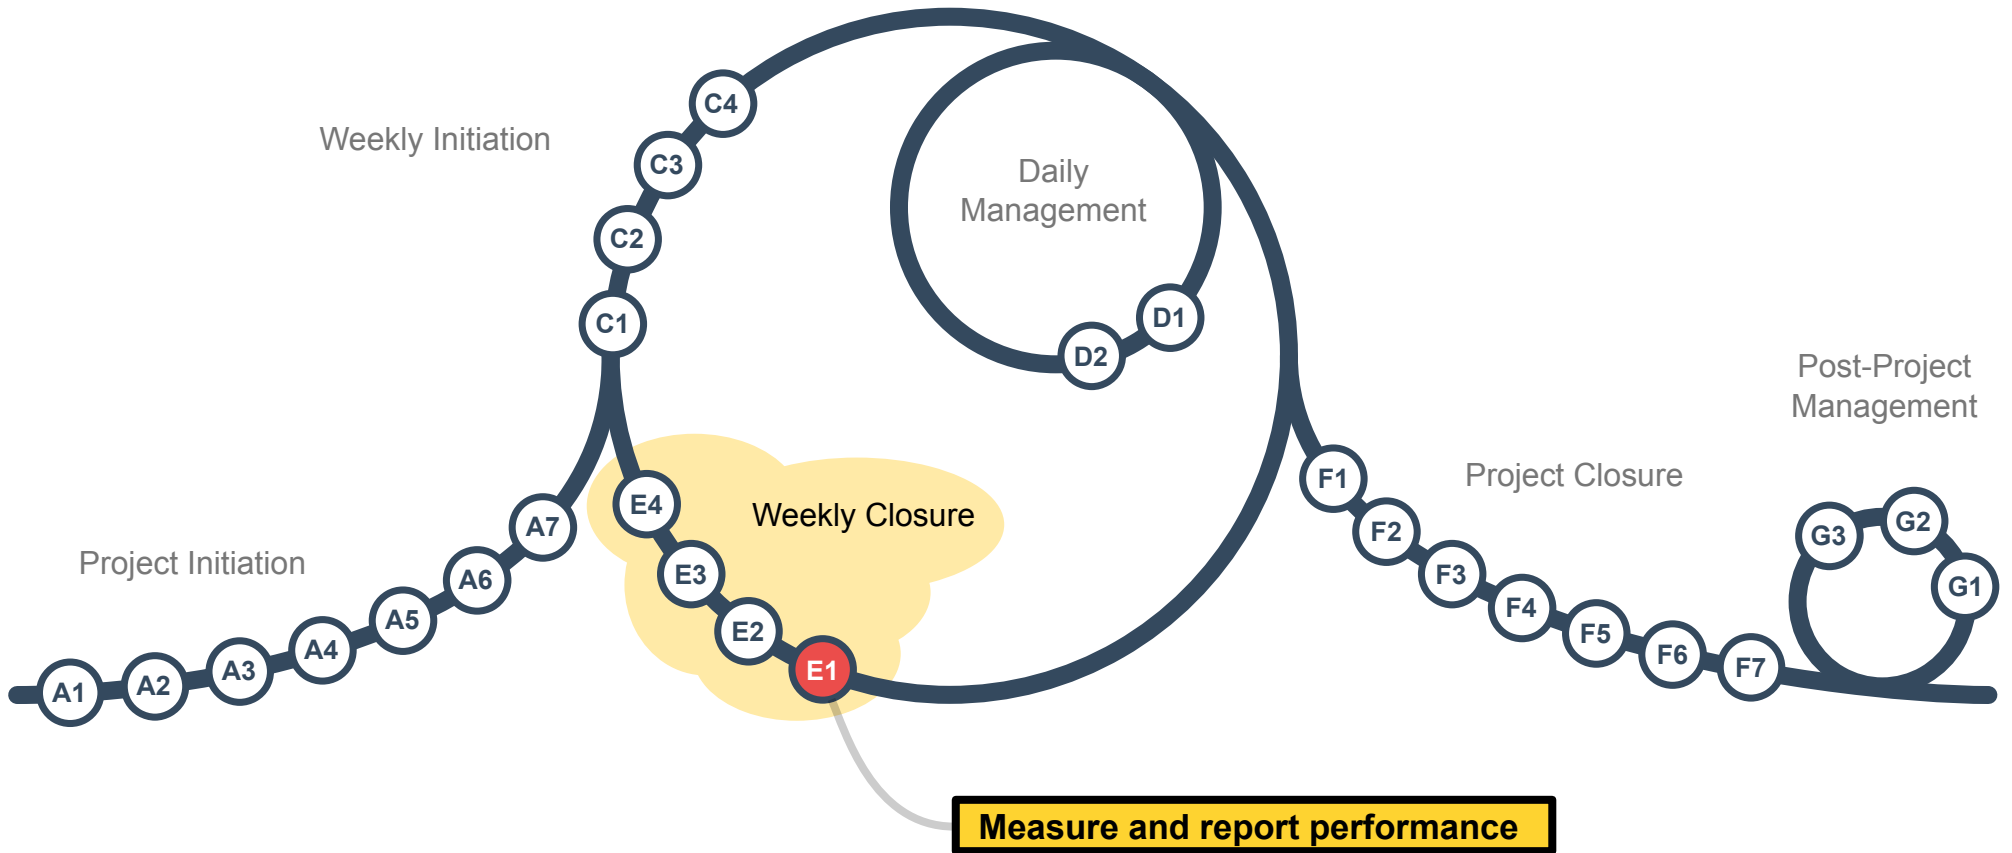 Weekly Initiation
C4
C3
C2
C1
Daily
Management
D1
D2
Post-Project
Management
Project Closure
F1
F2
F3
F4
F5
F6
F7
G3
G2
G1
Weekly Closure
E4
E3
E2
E1
Project Initiation
A7
A6
A5
A4
A3
A2
A1
Measure and report performance